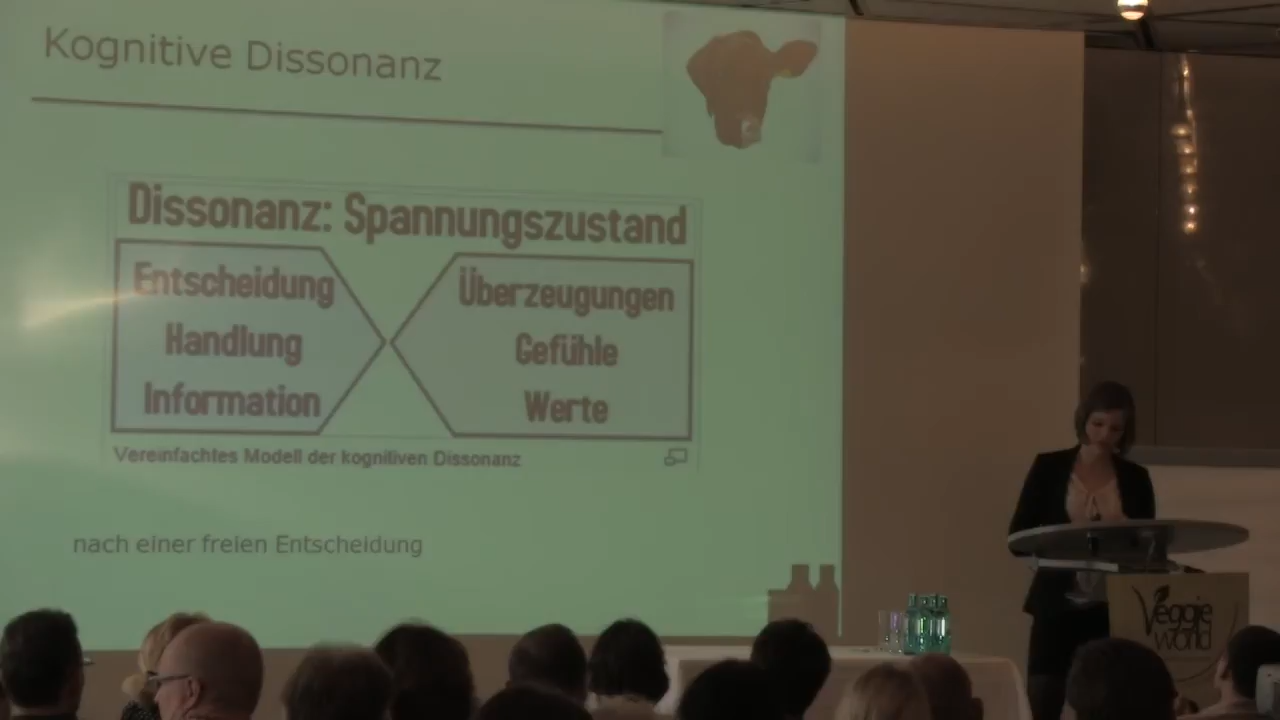 Kognitive Dissonanz
Dissonanz: Spannungszustand
Entscheidung
Handlung
Information
Überzeugungen
Gefühle
Werte
Vereinfachtes Modell der kognitiven Dissonanz
nach einer freien Entscheidung
Veggie
world